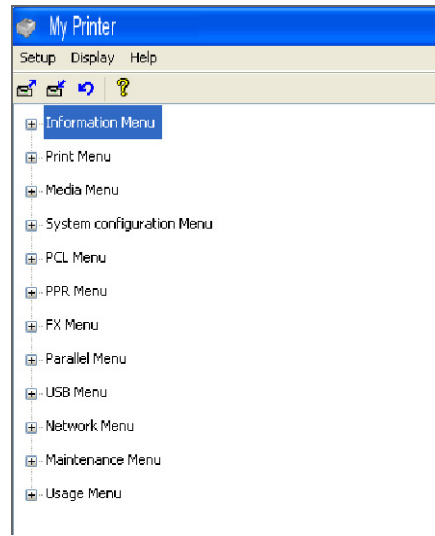 My Printer
Setup Display Help
Information Menu
Print Menu
Media Menu
System configuration Menu
PCL Menu
PPR Menu
FX Menu
Parallel Menu
USB Menu
Network Menu
Maintenance Menu
Usage Menu